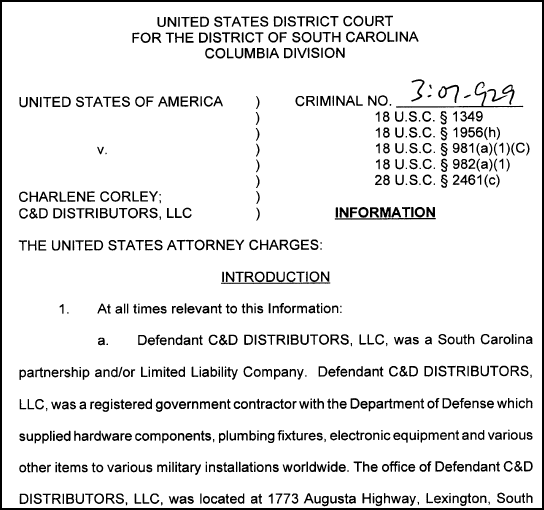 UNITED STATES DISTRICT COURT
FOR THE DISTRICT OF SOUTH CAROLINA
COLUMBIA DIVISION
UNITED STATES OF AMERICA ) CRIMINAL NO. 3:07-929
) 18 U.S.C. § 1349
) 18 U.S.C. § 1956(h)
v. ) 18 U.S.C. § 981(a)(1)(C)
) 18 U.S.C. § 982(a)(1)
) 28 U.S.C. § 2461(c)
CHARLENE CORLEY; )
C&D DISTRIBUTORS, LLC ) INFORMATION
THE UNITED STATES ATTORNEY CHARGES:
INTRODUCTION
1. At all times relevant to this Information:
a. Defendant C&D DISTRIBUTORS, LLC, was a South Carolina
partnership and/or Limited Liability Company. Defendant C&D DISTRIBUTORS,
LLC, was a registered government contractor with the Department of Defense which
supplied hardware components, plumbing fixtures, electronic equipment and various
other items to various military installations worldwide. The office of Defendant C&D
DISTRIBUTORS, LLC, was located at 1773 Augusta Highway, Lexington, South